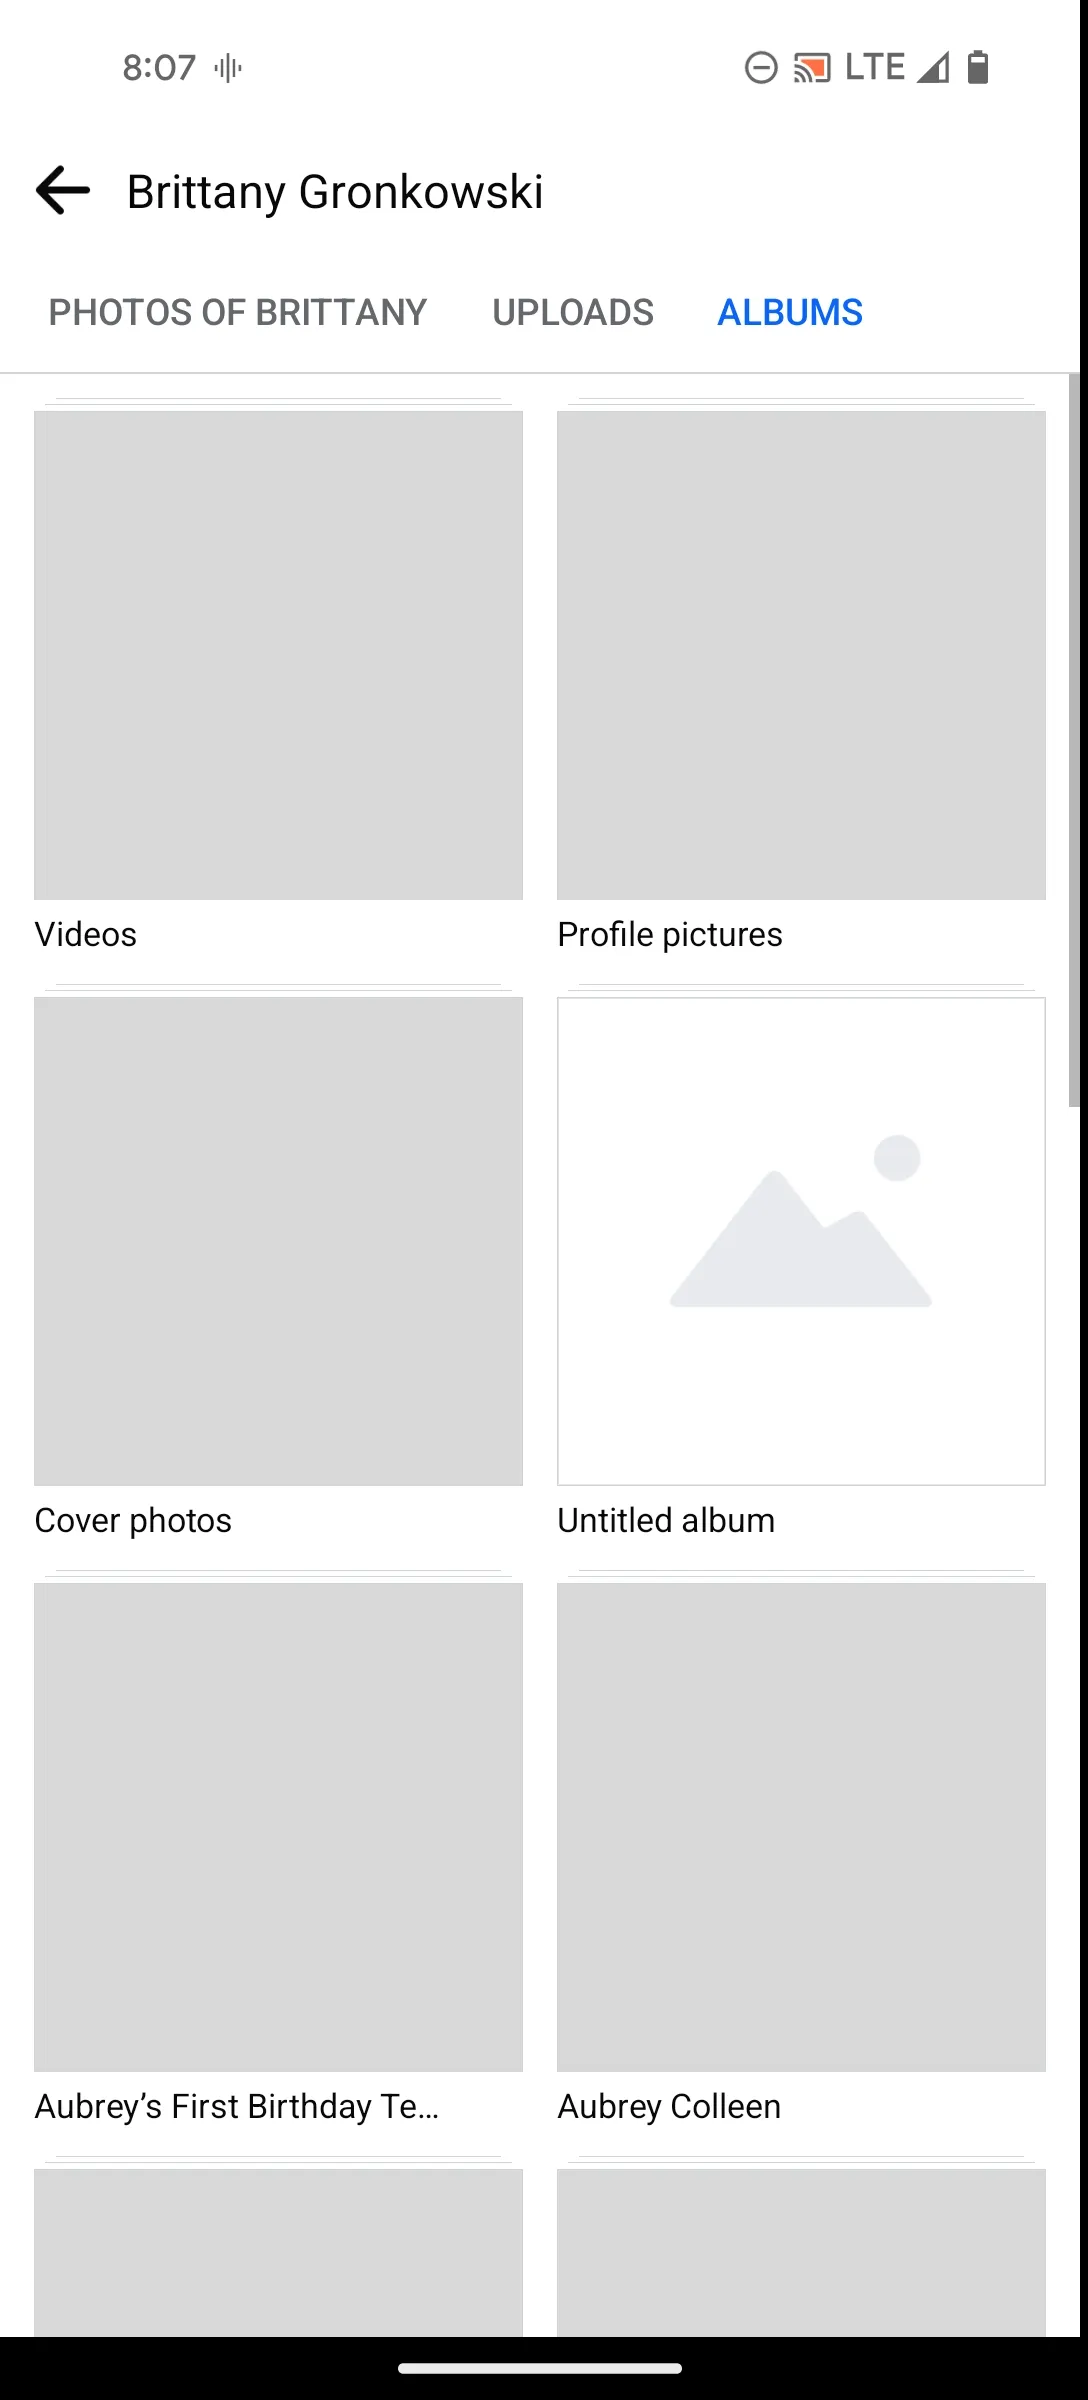 8:07
LTE
Brittany Gronkowski
PHOTOS OF BRITTANY
UPLOADS
ALBUMS
Videos
Profile pictures
Cover photos
Untitled album
Aubrey’s First Birthday Te…
Aubrey Colleen